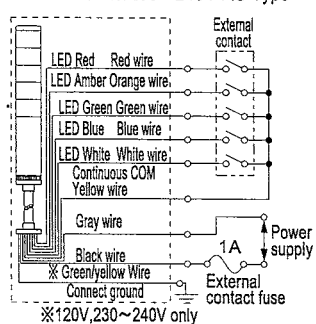 External
contact
LED Red Red wire
LED Amber Orange wire
LED Green Green wire
LED Blue Blue wire
LED White White wire
Continuous COM
Yellow wire
Gray wire
Power
supply
1A
Black wire
※ Green/yellow Wire
Connect ground
External
contact fuse
※120V,230~240V only